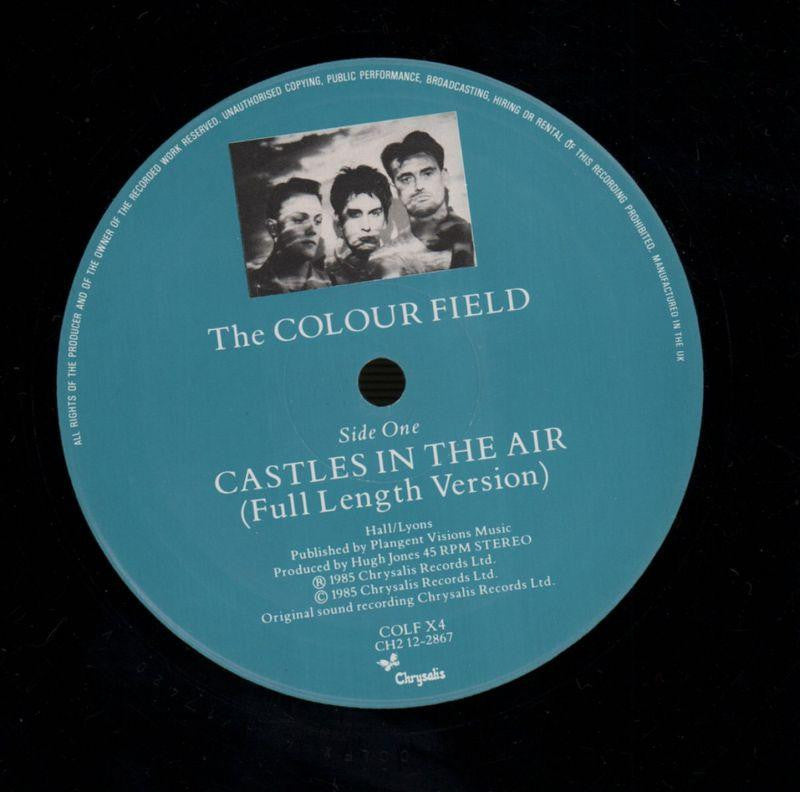 ALL RIGHTS OF THE PRODUCER AND OF THE OWNER OF THE RECORDED WORK RESERVED. UNAUTHORISED COPYING, PUBLIC PERFORMANCE, BROADCASTING, HIRING OR RENTAL OF THIS RECORDING PROHIBITED. MANUFACTURED IN THE UK
The COLOUR FIELD
Side One
CASTLES IN THE AIR
(Full Length Version)
Hall/Lyons
Published by Plangent Visions Music
Produced by Hugh Jones 45 RPM STEREO
Ⓡ 1985 Chrysalis Records Ltd.
© 1985 Chrysalis Records Ltd.
Original sound recording Chrysalis Records Ltd.
COLF X4
CH2 12-2867
Chrysalis